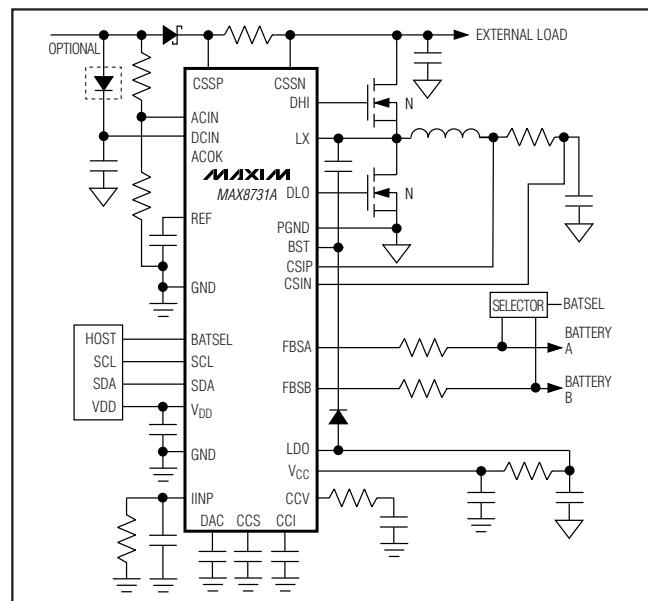 OPTIONAL
EXTERNAL LOAD
CSSP
CSSN
DHI
N
ACIN
LX
DCIN
ACOK
MAXIM
MAX8731A
DLO
N
REF
PGND
BST
CSIP
GND
CSIN
SELECTOR
BATSEL
HOST
BATSEL
FBSA
BATTERY
A
SCL
SCL
SDA
SDA
FBSB
BATTERY
B
VDD
VDD
GND
LDO
VCC
IINP
CCV
DAC
CCS
CCI